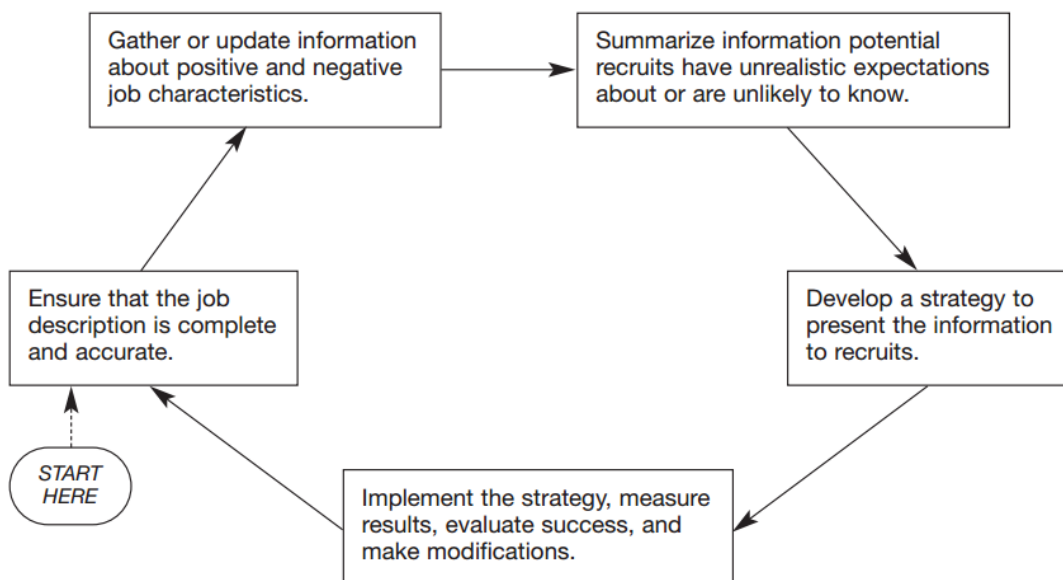 Gather or update information
about positive and negative
job characteristics.
Summarize information potential
recruits have unrealistic expectations
about or are unlikely to know.
Ensure that the job
description is complete
and accurate.
Develop a strategy to
present the information
to recruits.
START
HERE
Implement the strategy, measure
results, evaluate success, and
make modifications.